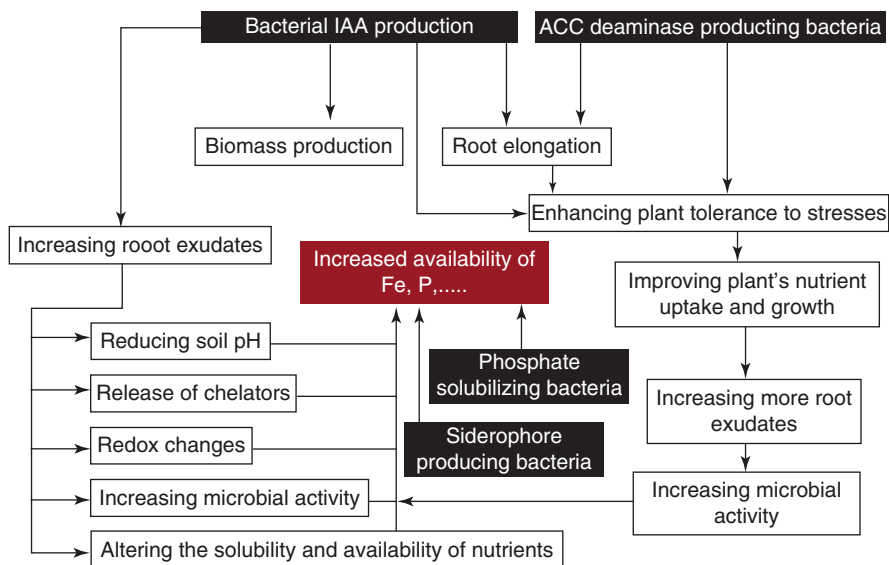 Bacterial IAA production
ACC deaminase producting bacteria
Biomass production
Root elongation
Enhancing plant tolerance to stresses
Increasing rooot exudates
Increased availability of
Fe, P,.....
Improving plant's nutrient
uptake and growth
Reducing soil pH
Phosphate
solubilizing bacteria
Release of chelators
Increasing more root
exudates
Redox changes
Siderophore
producing bacteria
Increasing microbial activity
Increasing microbial
activity
Altering the solubility and availability of nutrients